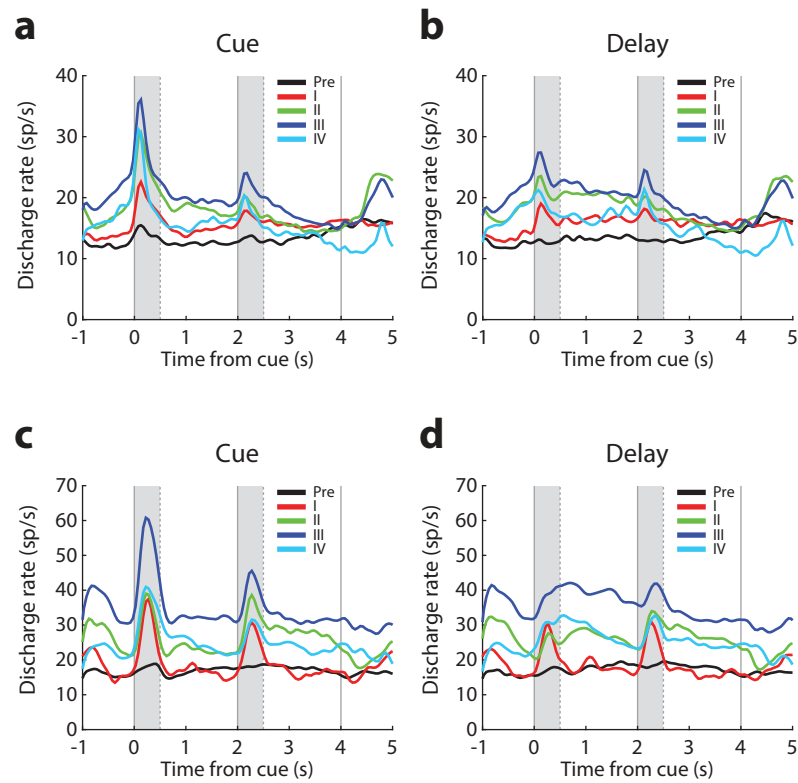 a
Cue
Discharge rate (sp/s)
40
30
20
10
0
Pre
I
II
III
IV
-1 0 1 2 3 4 5
Time from cue (s)
b
Delay
Discharge rate (sp/s)
40
30
20
10
0
Pre
I
II
III
IV
-1 0 1 2 3 4 5
Time from cue (s)
c
Cue
Discharge rate (sp/s)
70
60
50
40
30
20
10
0
Pre
I
II
III
IV
-1 0 1 2 3 4 5
Time from cue (s)
d
Delay
Discharge rate (sp/s)
70
60
50
40
30
20
10
0
Pre
I
II
III
IV
-1 0 1 2 3 4 5
Time from cue (s)